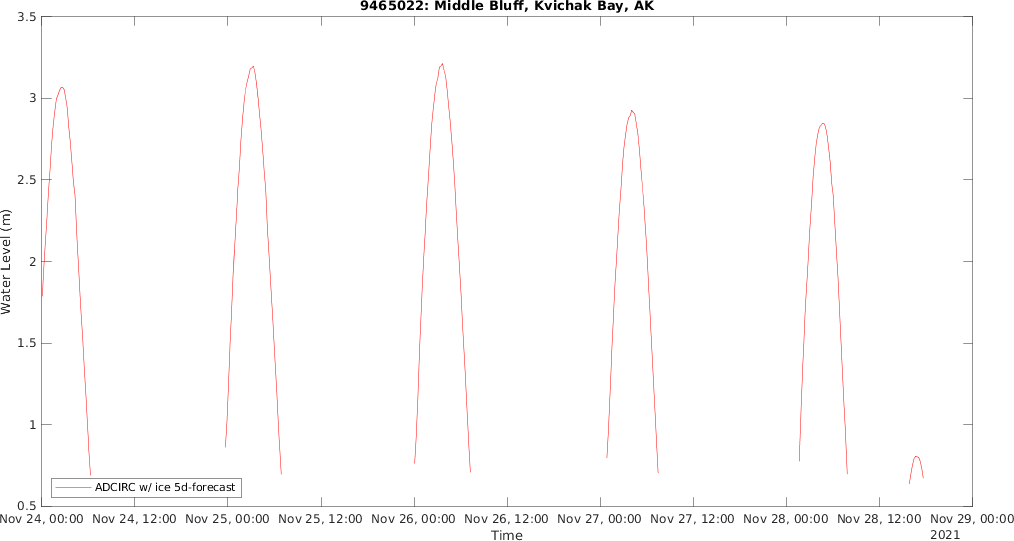 9465022: Middle Bluff, Kvichak Bay, AK
3.5
3
2.5
2
1.5
1
0.5
Water Level (m)
ADCIRC w/ ice 5d-forecast
Nov 24, 00:00 Nov 24, 12:00 Nov 25, 00:00 Nov 25, 12:00 Nov 26, 00:00 Nov 26, 12:00 Nov 27, 00:00 Nov 27, 12:00 Nov 28, 00:00 Nov 28, 12:00 Nov 29, 00:00
Time
2021